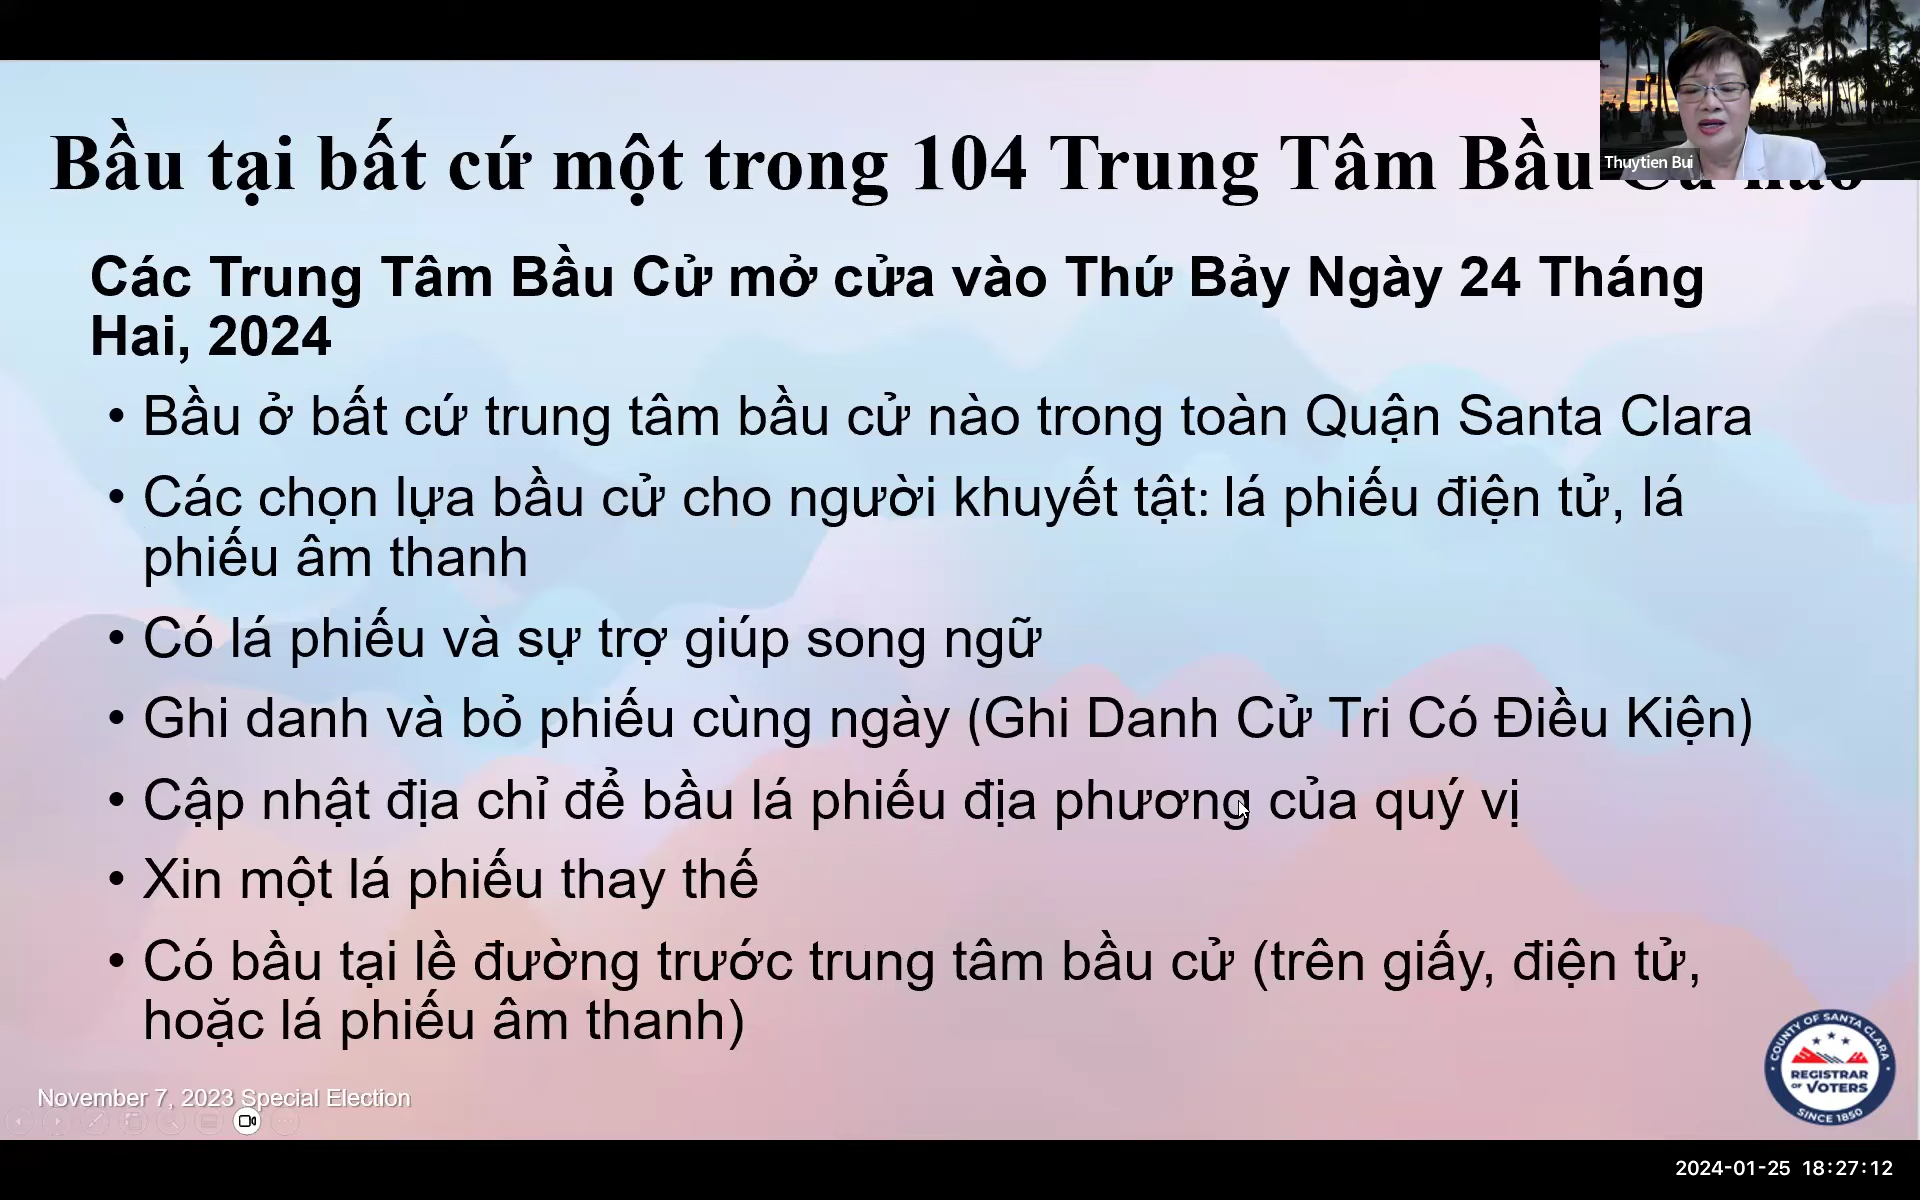 Bầu tại bất cứ một trong 104 Trung Tâm Bầu
Thuytien Bui
Các Trung Tâm Bầu Cử mở cửa vào Thứ Bảy Ngày 24 Tháng
Hai, 2024
• Bầu ở bất cứ trung tâm bầu cử nào trong toàn Quận Santa Clara
• Các chọn lựa bầu cử cho người khuyết tật: lá phiếu điện tử, lá
phiếu âm thanh
• Có lá phiếu và sự trợ giúp song ngữ
• Ghi danh và bỏ phiếu cùng ngày (Ghi Danh Cử Tri Có Điều Kiện)
• Cập nhật địa chỉ để bầu lá phiếu địa phương của quý vị
• Xin một lá phiếu thay thế
• Có bầu tại lề đường trước trung tâm bầu cử (trên giấy, điện tử,
hoặc lá phiếu âm thanh)
COUNTY OF SANTA CLARA
REGISTRAR
OF VOTERS
SINCE 1850
November 7, 2023 Special Election
2024-01-25 18:27:12